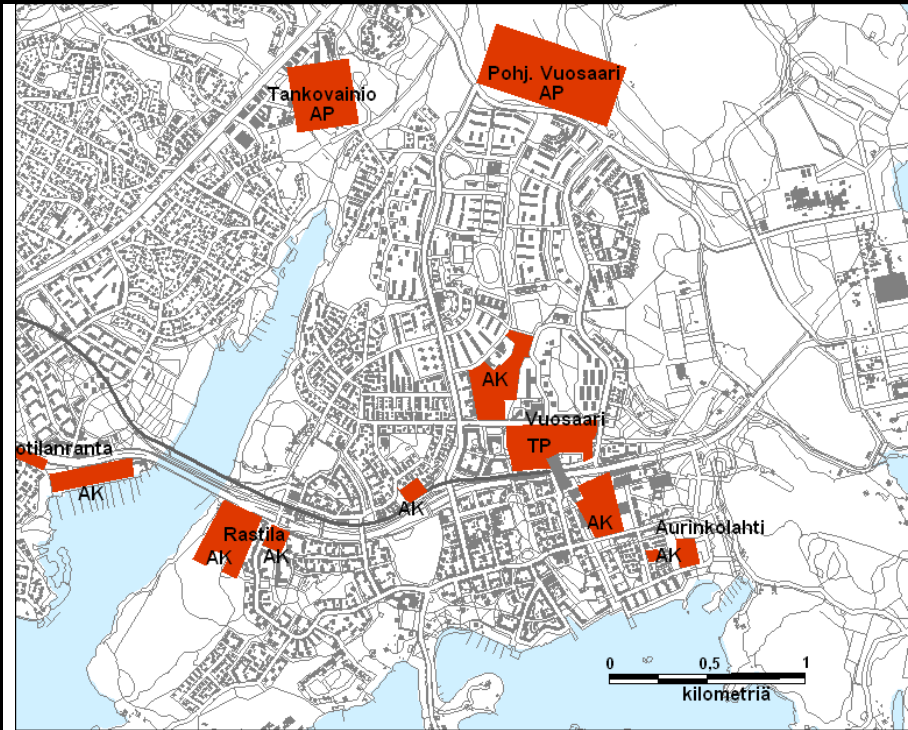 Pohj. Vuosaari
AP
Tankovainio
AP
AK
Vuosaari
TP
otilanranta
AK
AK
AK
Rastila
AK
AK
Aurinkolahti
AK
0 0,5 1
kilometriä